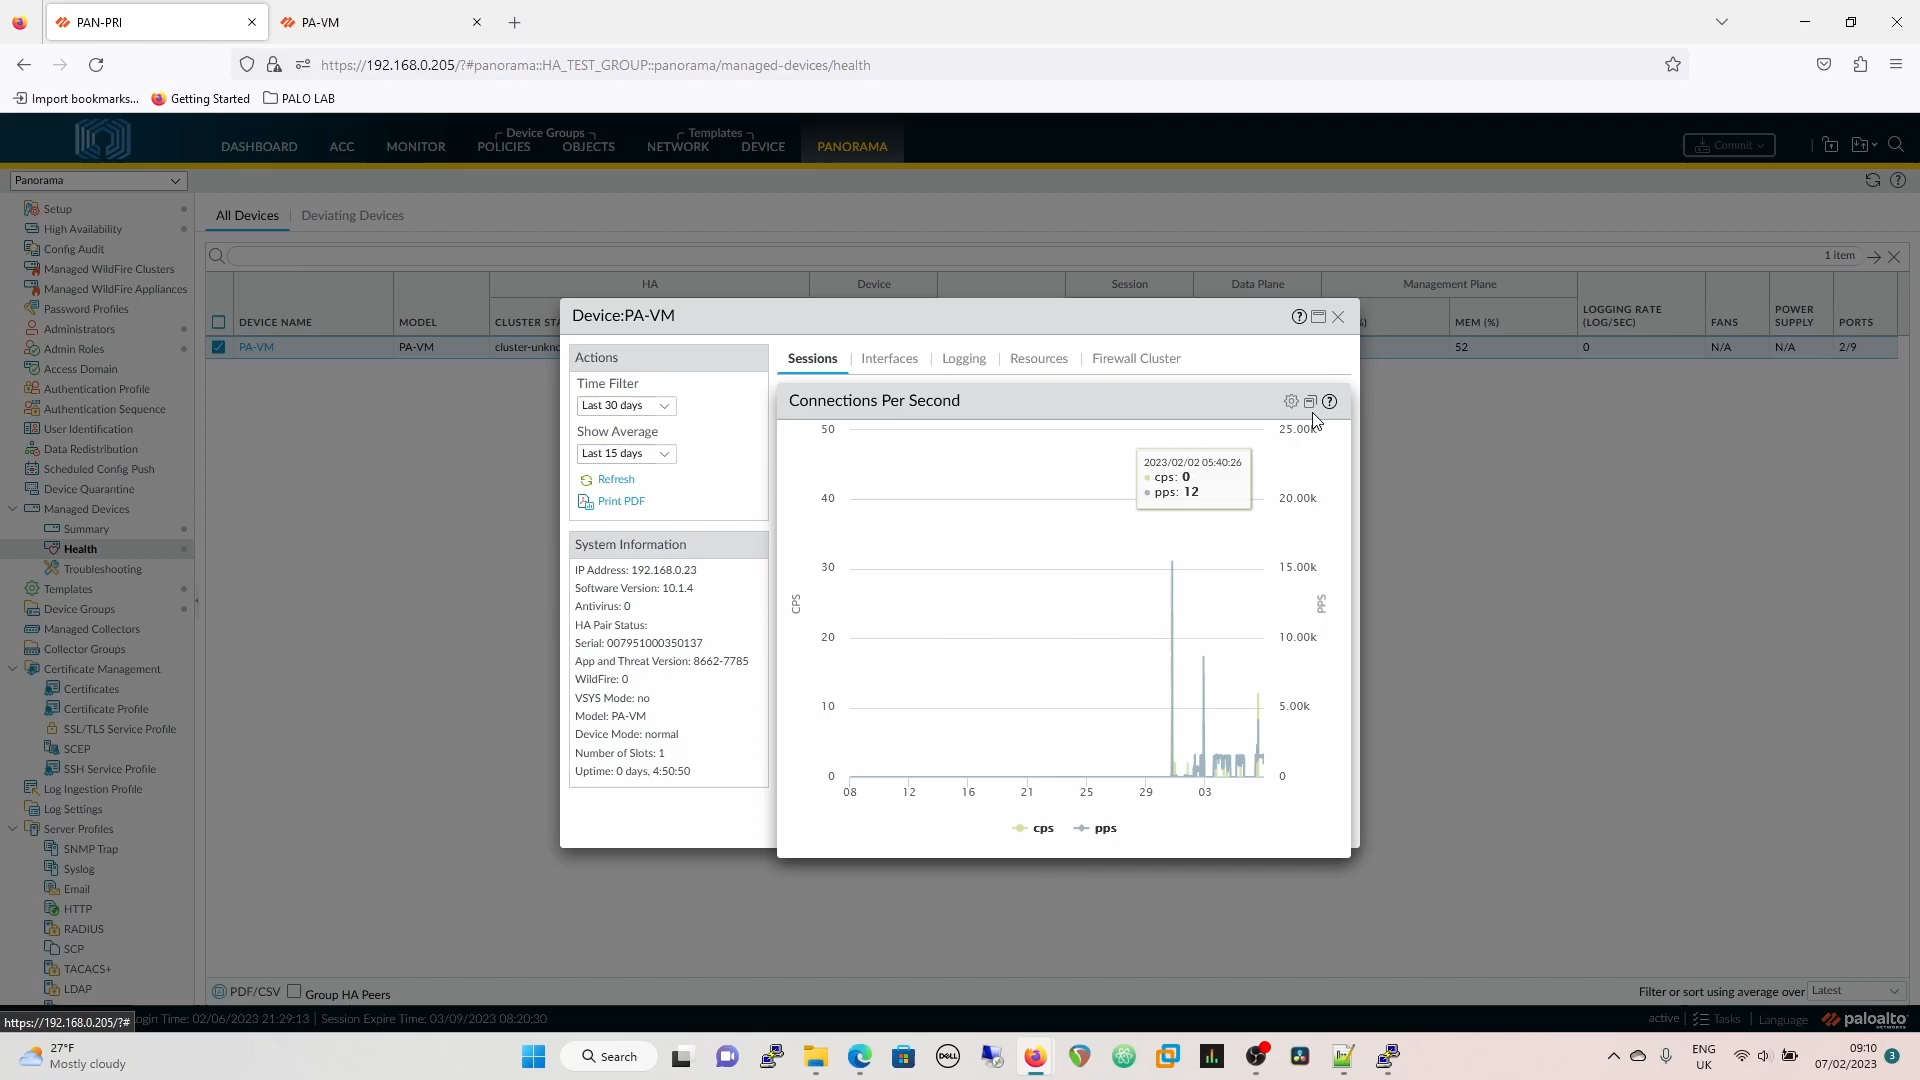 PAN-PRI
PA-VM
https://192.168.0.205/?#panorama::HA_TEST_GROUP::panorama/managed-devices/health
Import bookmarks...
Getting Started
PALO LAB
DASHBOARD
ACC
MONITOR
Device Groups
POLICIES
OBJECTS
Templates
NETWORK
DEVICE
PANORAMA
Commit
Panorama
Setup
High Availability
Config Audit
Managed WildFire Clusters
Managed WildFire Appliances
Password Profiles
Administrators
Admin Roles
Access Domain
Authentication Profile
Authentication Sequence
User Identification
Data Redistribution
Scheduled Config Push
Device Quarantine
Managed Devices
Summary
Health
Troubleshooting
Templates
Device Groups
Managed Collectors
Collector Groups
Certificate Management
Certificates
Certificate Profile
SSL/TLS Service Profile
SCEP
SSH Service Profile
Log Ingestion Profile
Log Settings
Server Profiles
SNMP Trap
Syslog
Email
HTTP
RADIUS
SCP
TACACS+
LDAP
All Devices
Deviating Devices
1 item
HA
Device
Session
Data Plane
Management Plane
DEVICE NAME
MODEL
CLUSTER STA
MEM (%)
LOGGING RATE
(LOG/SEC)
FANS
POWER
SUPPLY
PORTS
PA-VM
PA-VM
cluster-unkno
52
0
N/A
N/A
2/9
Device:PA-VM
Actions
Time Filter
Last 30 days
Show Average
Last 15 days
Refresh
Print PDF
System Information
IP Address: 192.168.0.23
Software Version: 10.1.4
Antivirus: 0
HA Pair Status:
Serial: 007951000350137
App and Threat Version: 8662-7785
WildFire: 0
VSYS Mode: no
Model: PA-VM
Device Mode: normal
Number of Slots: 1
Uptime: 0 days, 4:50:50
Sessions
Interfaces
Logging
Resources
Firewall Cluster
Connections Per Second
50
40
30
20
10
0
CPS
25.00k
20.00k
15.00k
10.00k
5.00k
0
PPS
2023/02/02 05:40:26
cps: 0
pps: 12
08
12
16
21
25
29
03
cps
pps
PDF/CSV
Group HA Peers
Filter or sort using average over
Latest
https://192.168.0.205/?#
ogin Time: 02/06/2023 21:29:13 | Session Expire Time: 03/09/2023 08:20:30
active
Tasks
Language
paloalto
NETWORKS
27°F
Mostly cloudy
Search
DELL
ENG
UK
09:10
07/02/2023
3